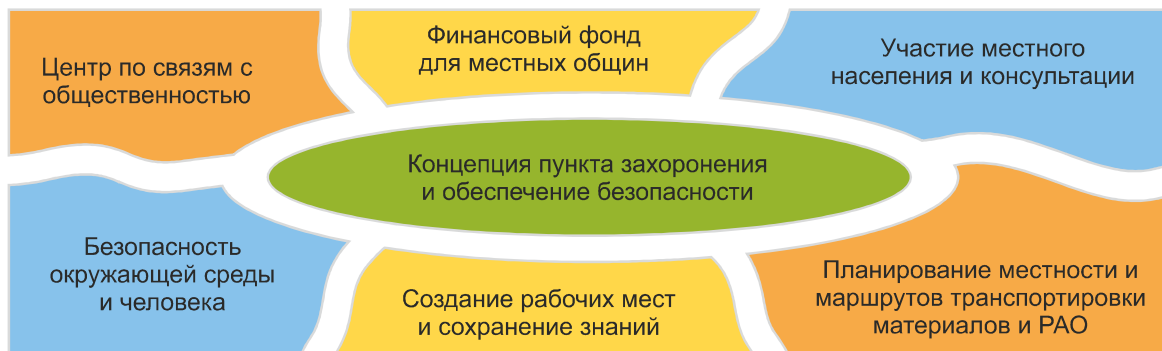 Центр по связям с
общественностью
Финансовый фонд
для местных общин
Участие местного
населения и консультации
Концепция пункта захоронения
и обеспечение безопасности
Безопасность
окружающей среды
и человека
Создание рабочих мест
и сохранение знаний
Планирование местности и
маршрутов транспортировки
материалов и РАО